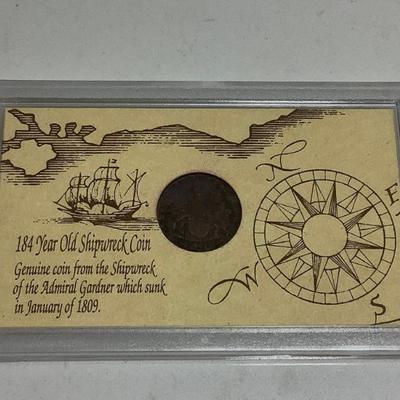 184 Year Old Shipwreck Coin
Genuine coin from the Shipwreck
of the Admiral Gardner which sunk
in January of 1809.
N
E
W
S